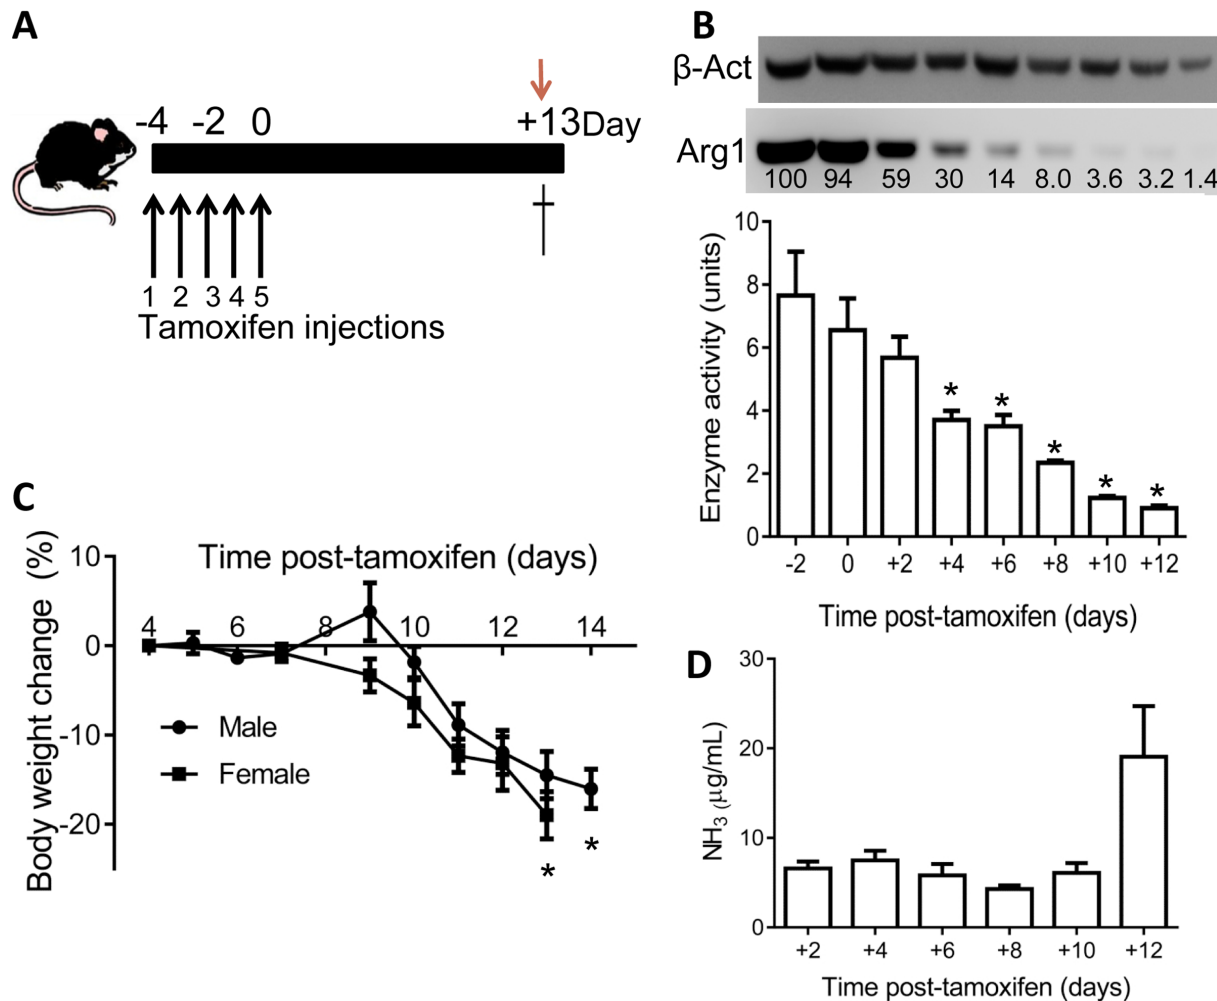 A
-4 -2 0 +13Day
1 2 3 4 5
Tamoxifen injections
B
β-Act
Arg1
100 94 59 30 14 8.0 3.6 3.2 1.4
10
8
6
4
2
0
Enzyme activity (units)
* * * * *
-2 0 +2 +4 +6 +8 +10 +12
Time post-tamoxifen (days)
C
Time post-tamoxifen (days)
10
0
-10
-20
Body weight change (%)
4 6 8 10 12 14
Male
Female
* *
D
30
20
10
0
NH3 (μg/mL)
+2 +4 +6 +8 +10 +12
Time post-tamoxifen (days)